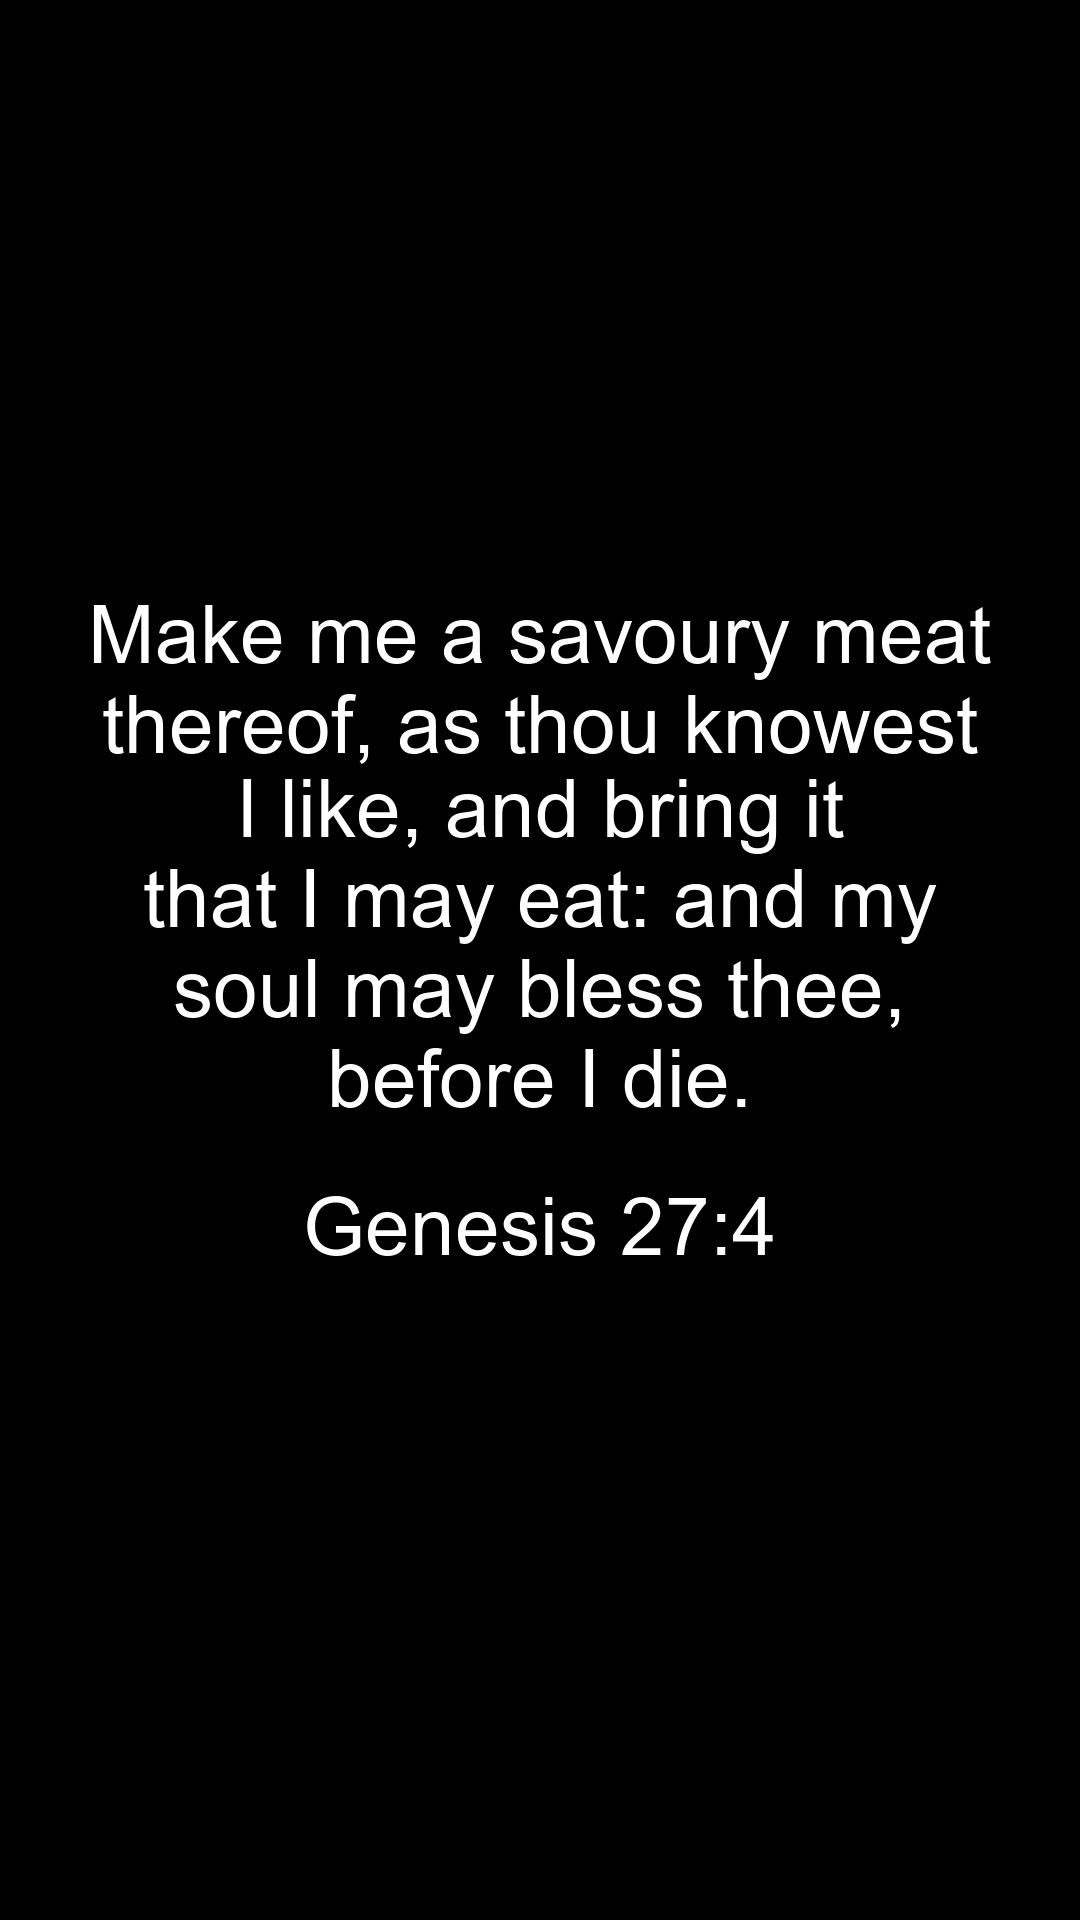 Make me a savoury meat
thereof, as thou knowest
I like, and bring it
that I may eat: and my
soul may bless thee,
before I die.
Genesis 27:4